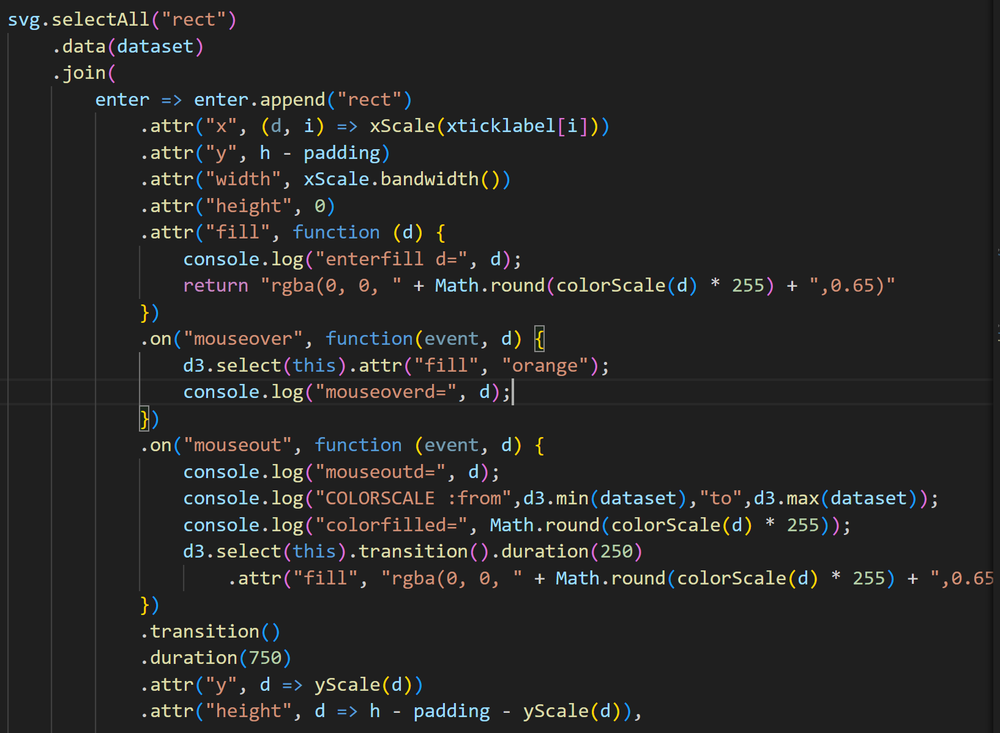 svg.selectAll("rect")
.data(dataset)
.join(
enter => enter.append("rect")
.attr("x", (d, i) => xScale(xticklabel[i]))
.attr("y", h - padding)
.attr("width", xScale.bandwidth())
.attr("height", 0)
.attr("fill", function (d) {
console.log("enterfill d=", d);
return "rgba(0, 0, " + Math.round(colorScale(d) * 255) + ",0.65)"
})
.on("mouseover", function(event, d) {
d3.select(this).attr("fill", "orange");
console.log("mouseoverd=", d);
})
.on("mouseout", function (event, d) {
console.log("mouseoutd=", d);
console.log("COLORSCALE :from",d3.min(dataset),"to",d3.max(dataset));
console.log("colorfilled=", Math.round(colorScale(d) * 255));
d3.select(this).transition().duration(250)
.attr("fill", "rgba(0, 0, " + Math.round(colorScale(d) * 255) + ",0.65
})
.transition()
.duration(750)
.attr("y", d => yScale(d))
.attr("height", d => h - padding - yScale(d)),